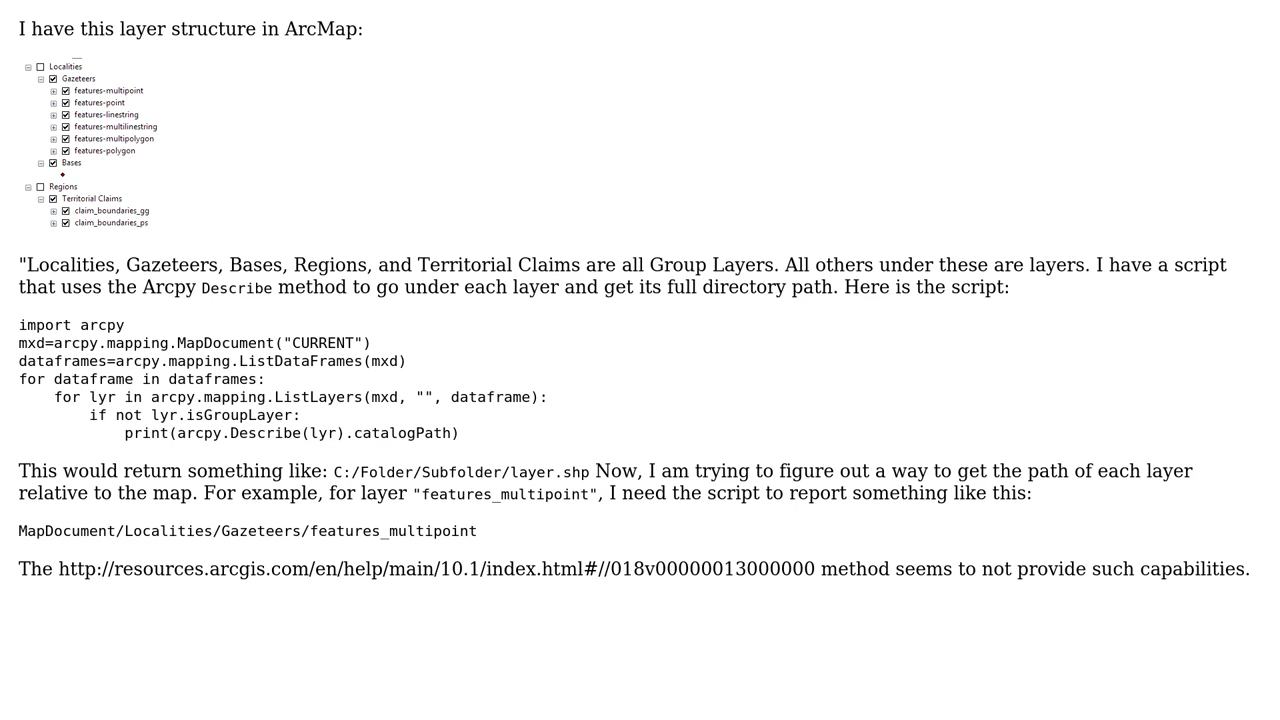 I have this layer structure in ArcMap:
Localities
Gazeteers
features-multipoint
features-point
features-linestring
features-multilinestring
features-multipolygon
features-polygon
Bases
Regions
Territorial Claims
claim_boundaries_gg
claim_boundaries_ps
"Localities, Gazeteers, Bases, Regions, and Territorial Claims are all Group Layers. All others under these are layers. I have a script
that uses the Arcpy Describe method to go under each layer and get its full directory path. Here is the script:
import arcpy
mxd=arcpy.mapping.MapDocument("CURRENT")
dataframes=arcpy.mapping.ListDataFrames(mxd)
for dataframe in dataframes:
    for lyr in arcpy.mapping.ListLayers(mxd, "", dataframe):
        if not lyr.isGroupLayer:
            print(arcpy.Describe(lyr).catalogPath)
This would return something like: C:/Folder/Subfolder/layer.shp Now, I am trying to figure out a way to get the path of each layer
relative to the map. For example, for layer "features_multipoint", I need the script to report something like this:
MapDocument/Localities/Gazeteers/features_multipoint
The http://resources.arcgis.com/en/help/main/10.1/index.html#//018v00000013000000 method seems to not provide such capabilities.